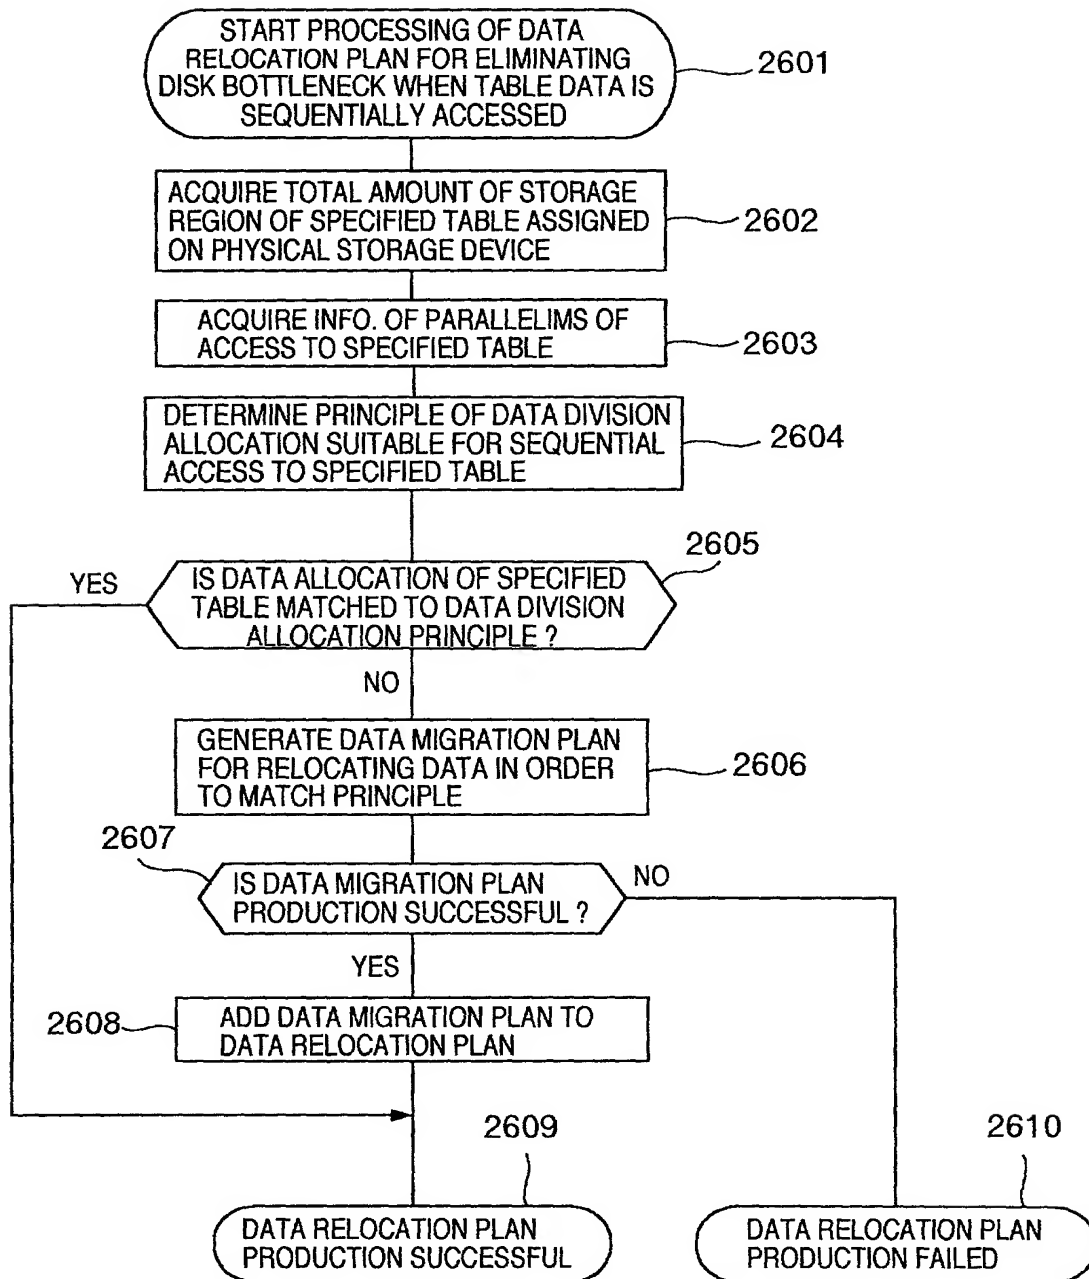 START PROCESSING OF DATA
RELOCATION PLAN FOR ELIMINATING
DISK BOTTLENECK WHEN TABLE DATA IS
SEQUENTIALLY ACCESSED
2601
ACQUIRE TOTAL AMOUNT OF STORAGE
REGION OF SPECIFIED TABLE ASSIGNED
ON PHYSICAL STORAGE DEVICE
2602
ACQUIRE INFO. OF PARALLELIMS OF
ACCESS TO SPECIFIED TABLE
2603
DETERMINE PRINCIPLE OF DATA DIVISION
ALLOCATION SUITABLE FOR SEQUENTIAL
ACCESS TO SPECIFIED TABLE
2604
2605
YES
IS DATA ALLOCATION OF SPECIFIED
TABLE MATCHED TO DATA DIVISION
ALLOCATION PRINCIPLE ?
NO
GENERATE DATA MIGRATION PLAN
FOR RELOCATING DATA IN ORDER
TO MATCH PRINCIPLE
2606
2607
IS DATA MIGRATION PLAN
PRODUCTION SUCCESSFUL ?
NO
YES
2608
ADD DATA MIGRATION PLAN TO
DATA RELOCATION PLAN
2609
2610
DATA RELOCATION PLAN
PRODUCTION SUCCESSFUL
DATA RELOCATION PLAN
PRODUCTION FAILED